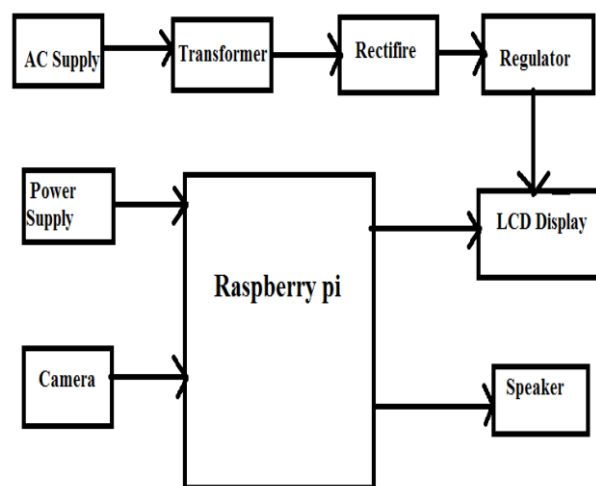 AC Supply
Transformer
Rectifire
Regulator
Power
Supply
LCD Display
Raspberry pi
Camera
Speaker